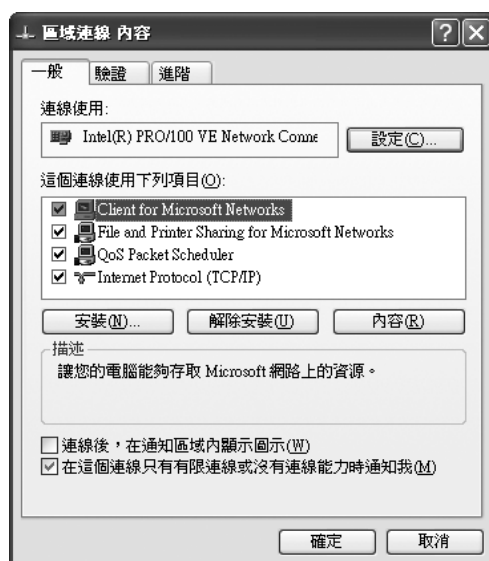 區域連線 內容
一般 驗證 進階
連線使用:
Intel(R) PRO/100 VE Network Conne 設定(C)...
這個連線使用下列項目(O):
Client for Microsoft Networks
File and Printer Sharing for Microsoft Networks
QoS Packet Scheduler
Internet Protocol (TCP/IP)
安裝(N)... 解除安裝(U) 內容(R)
描述
讓您的電腦能夠存取 Microsoft 網路上的資源。
連線後，在通知區域內顯示圖示(W)
在這個連線只有有限連線或沒有連線能力時通知我(M)
確定 取消